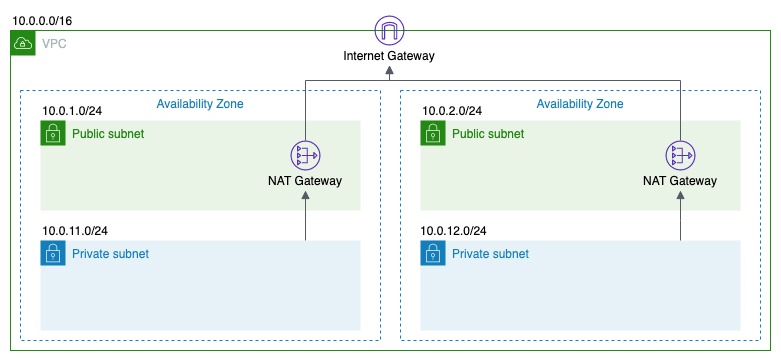 10.0.0.0/16
VPC
Internet Gateway
Availability Zone
10.0.1.0/24
Public subnet
NAT Gateway
10.0.11.0/24
Private subnet
Availability Zone
10.0.2.0/24
Public subnet
NAT Gateway
10.0.12.0/24
Private subnet